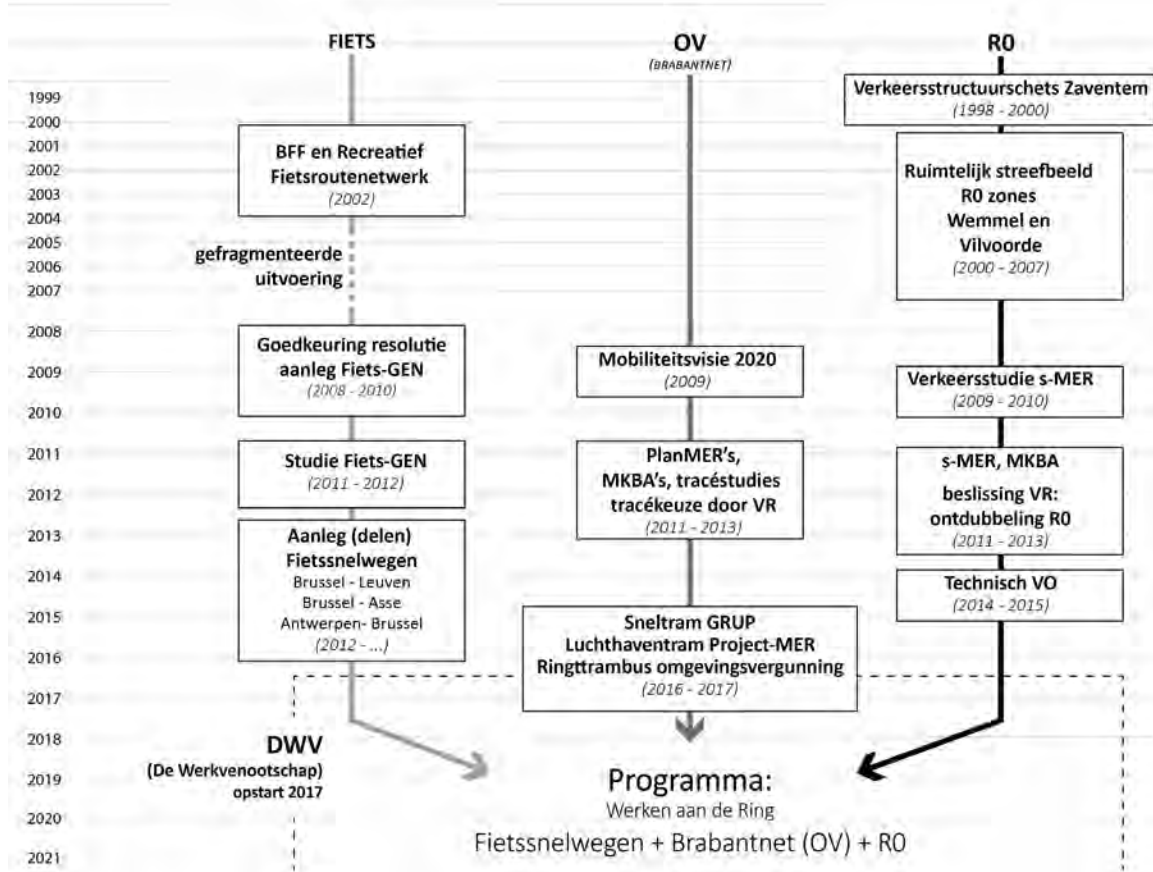 FIETS
OV
(BRABANTNET)
R0
1999
2000
2001
2002
2003
2004
2005
2006
2007
2008
2009
2010
2011
2012
2013
2014
2015
2016
2017
2018
2019
2020
2021
BFF en Recreatief
Fietsroutenetwerk
(2002)
gefragmenteerde
uitvoering
Goedkeuring resolutie
aanleg Fiets-GEN
(2008 - 2010)
Studie Fiets-GEN
(2011 - 2012)
Aanleg (delen)
Fietssnelwegen
Brussel - Leuven
Brussel - Asse
Antwerpen- Brussel
(2012 - ...)
Mobiliteitsvisie 2020
(2009)
PlanMER's,
MKBA's, tracéstudies
tracékeuze door VR
(2011 - 2013)
Sneltram GRUP
Luchthaventram Project-MER
Ringttrambus omgevingsvergunning
(2016 - 2017)
Verkeersstructuurschets Zaventem
(1998 - 2000)
Ruimtelijk streefbeeld
R0 zones
Wemmel en
Vilvoorde
(2000 - 2007)
Verkeersstudie s-MER
(2009 - 2010)
s-MER, MKBA
beslissing VR:
ontdubbeling R0
(2011 - 2013)
Technisch VO
(2014 - 2015)
DWV
(De Werkvenootschap)
opstart 2017
Programma:
Werken aan de Ring
Fietssnelwegen + Brabantnet (OV) + R0